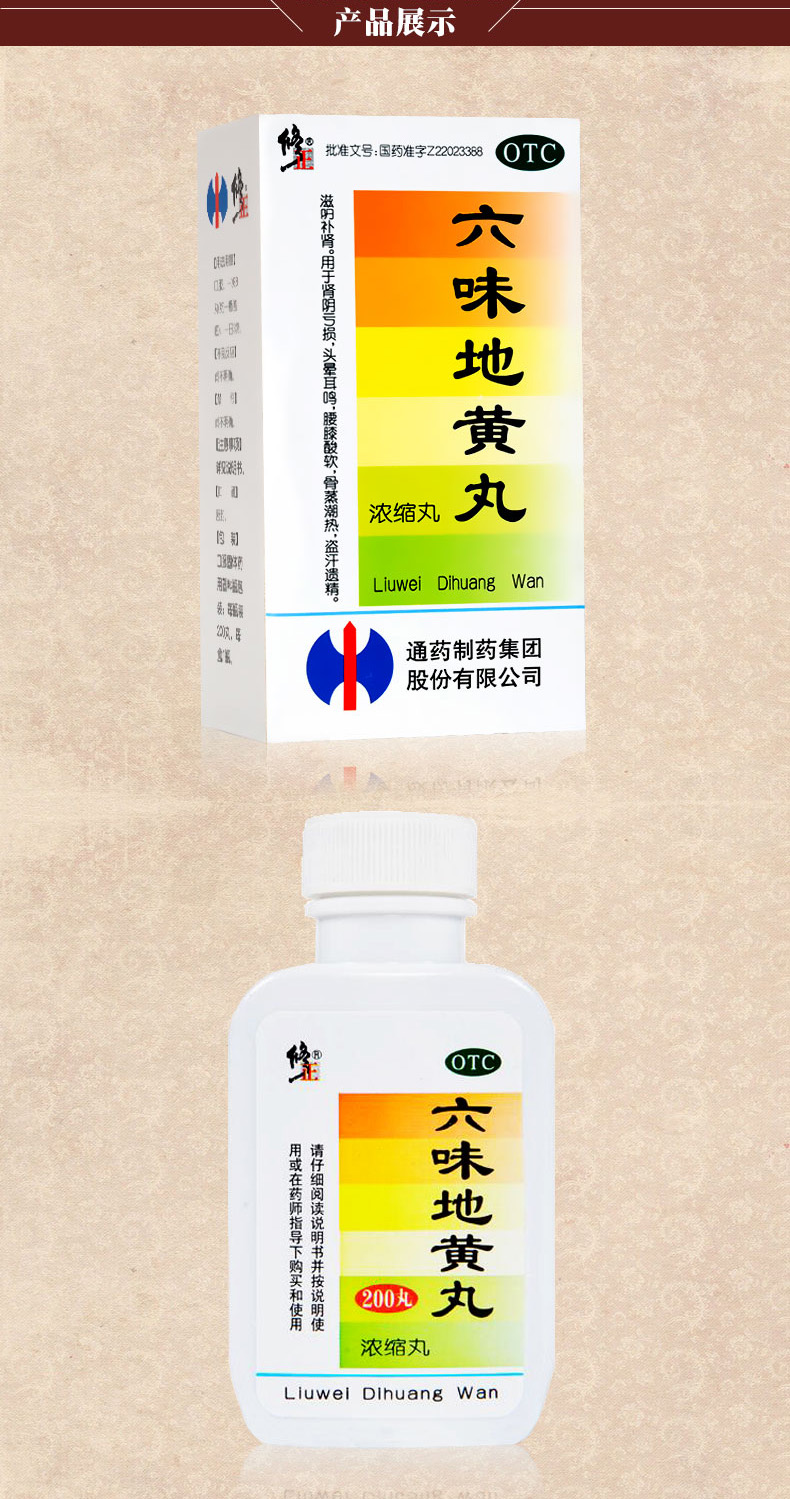 产品展示
修正®
批准文号:国药准字Z22023388
OTC
六味地黄丸
浓缩丸
Liuwei Dihuang Wan
滋阴补肾。用于肾阴亏损,头晕耳鸣,腰膝酸软,骨蒸潮热,盗汗遗精。
通药制药集团
股份有限公司
修正
修正®
OTC
六味地黄丸
200丸
浓缩丸
请仔细阅读说明书并按说明使
用或在药师指导下购买和使用
Liuwei Dihuang Wan